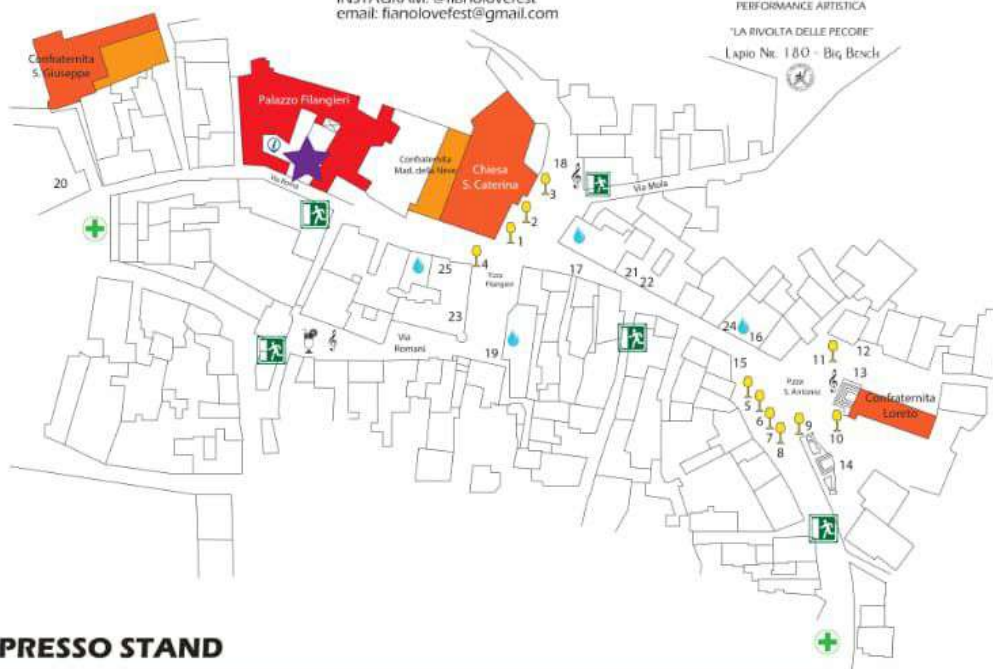 email: fianolovefest@gmail.com
PERFORMANCE ARTISTICA
"LA RIVOLTA DELLE PECORE"
Lapio Nr. 180 - Big Bench
Confraternita
S. Giuseppe
Palazzo Filangieri
Confraternita
Mad. della Neve
Chiesa
S. Caterina
18
20
3
Via Mola
Via Roma
2
1
4
25
17
21
22
P.zza
Filangieri
23
24
16
Via
Romani
19
11
12
15
13
P.zza
S. Antonio
Confraternita
Loreto
5
6
7
8
9
10
14
PRESSO STAND